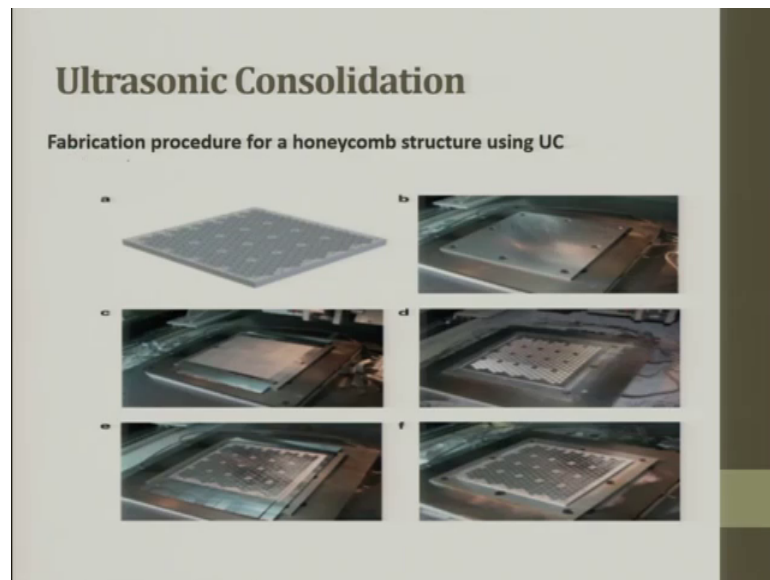 Ultrasonic Consolidation
Fabrication procedure for a honeycomb structure using UC
a
b
c
d
e
f